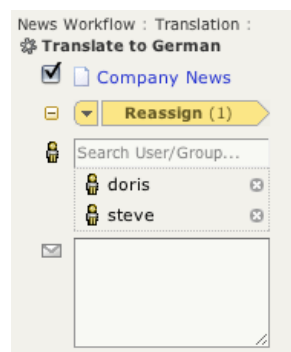 News Workflow : Translation :
Translate to German
Company News
Reassign (1)
Search User/Group...
doris
steve